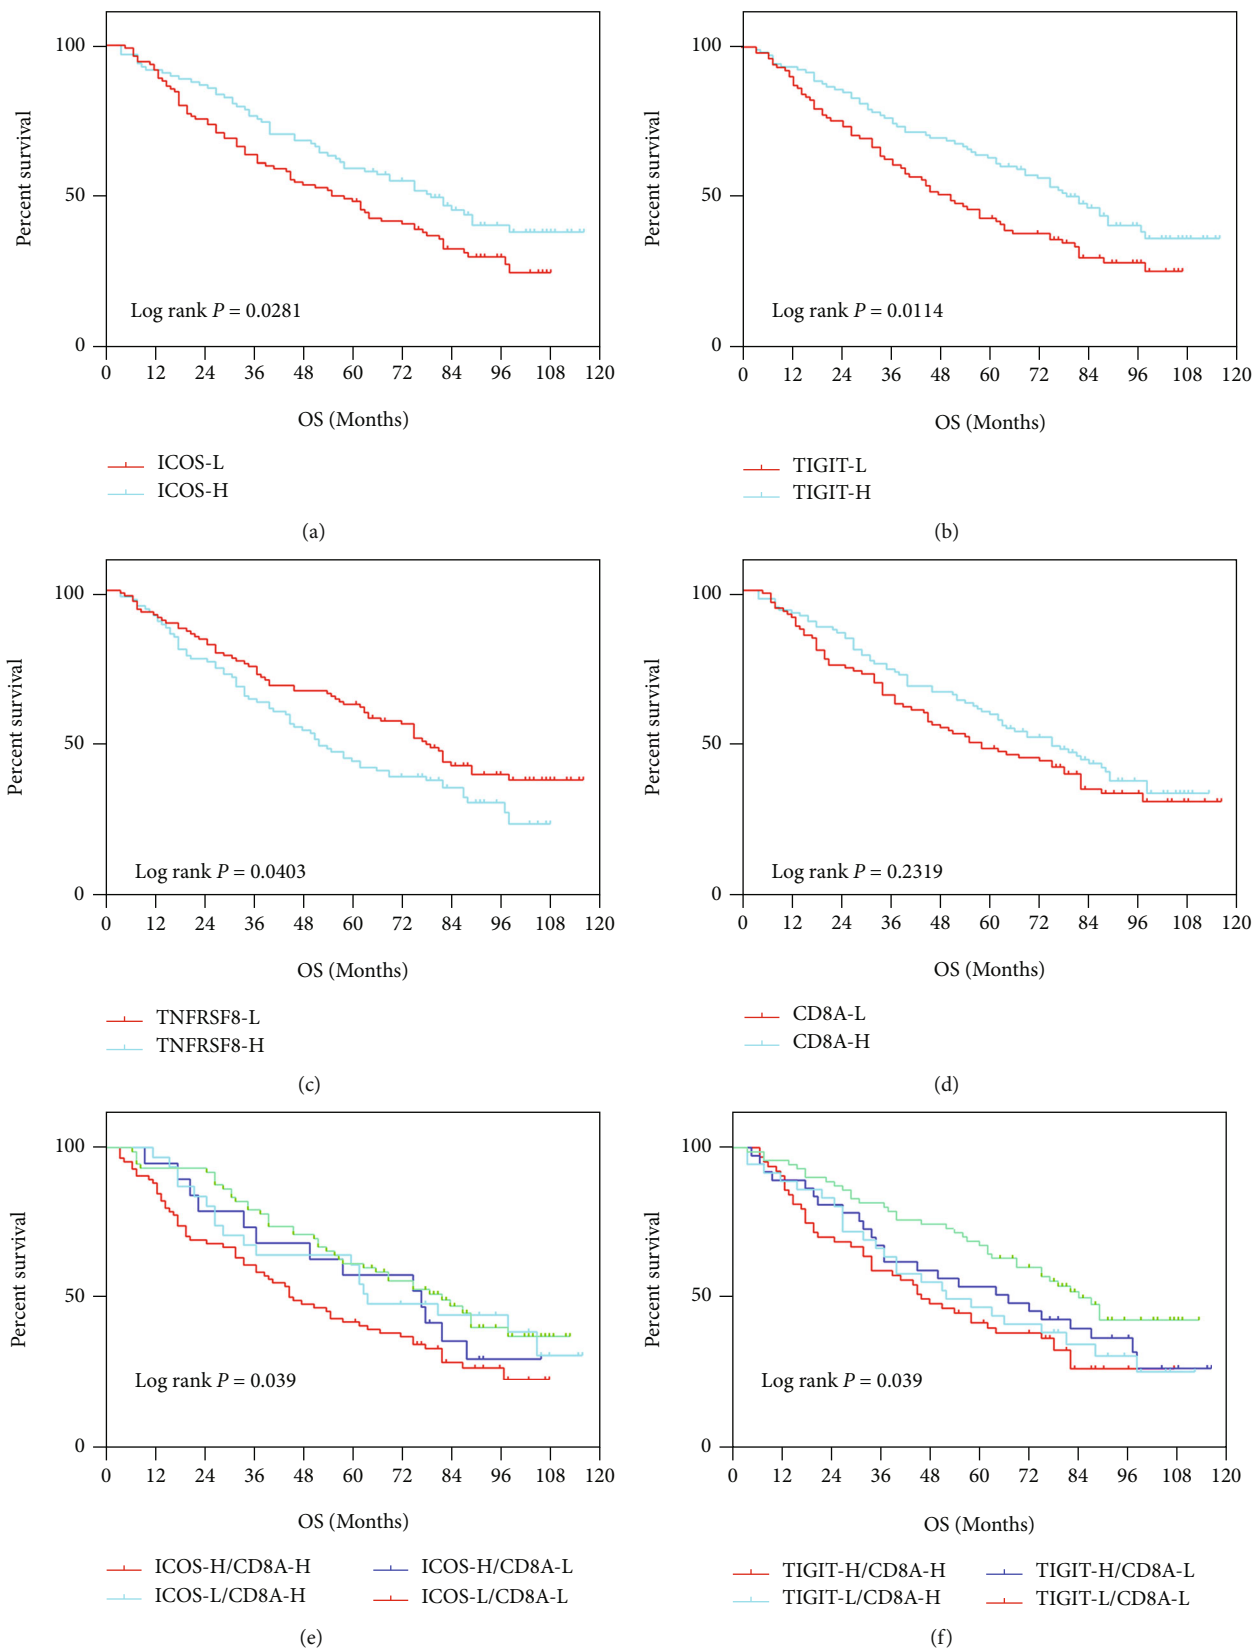 100
50
0
Percent survival
Log rank P = 0.0281
0 12 24 36 48 60 72 84 96 108 120
OS (Months)
ICOS-L
ICOS-H
(a)
100
50
0
Percent survival
Log rank P = 0.0114
0 12 24 36 48 60 72 84 96 108 120
OS (Months)
TIGIT-L
TIGIT-H
(b)
100
50
0
Percent survival
Log rank P = 0.0403
0 12 24 36 48 60 72 84 96 108 120
OS (Months)
TNFRSF8-L
TNFRSF8-H
(c)
100
50
0
Percent survival
Log rank P = 0.2319
0 12 24 36 48 60 72 84 96 108 120
OS (Months)
CD8A-L
CD8A-H
(d)
100
50
0
Percent survival
Log rank P = 0.039
0 12 24 36 48 60 72 84 96 108 120
OS (Months)
ICOS-H/CD8A-H ICOS-H/CD8A-L
ICOS-L/CD8A-H ICOS-L/CD8A-L
(e)
100
50
0
Percent survival
Log rank P = 0.039
0 12 24 36 48 60 72 84 96 108 120
OS (Months)
TIGIT-H/CD8A-H TIGIT-H/CD8A-L
TIGIT-L/CD8A-H TIGIT-L/CD8A-L
(f)